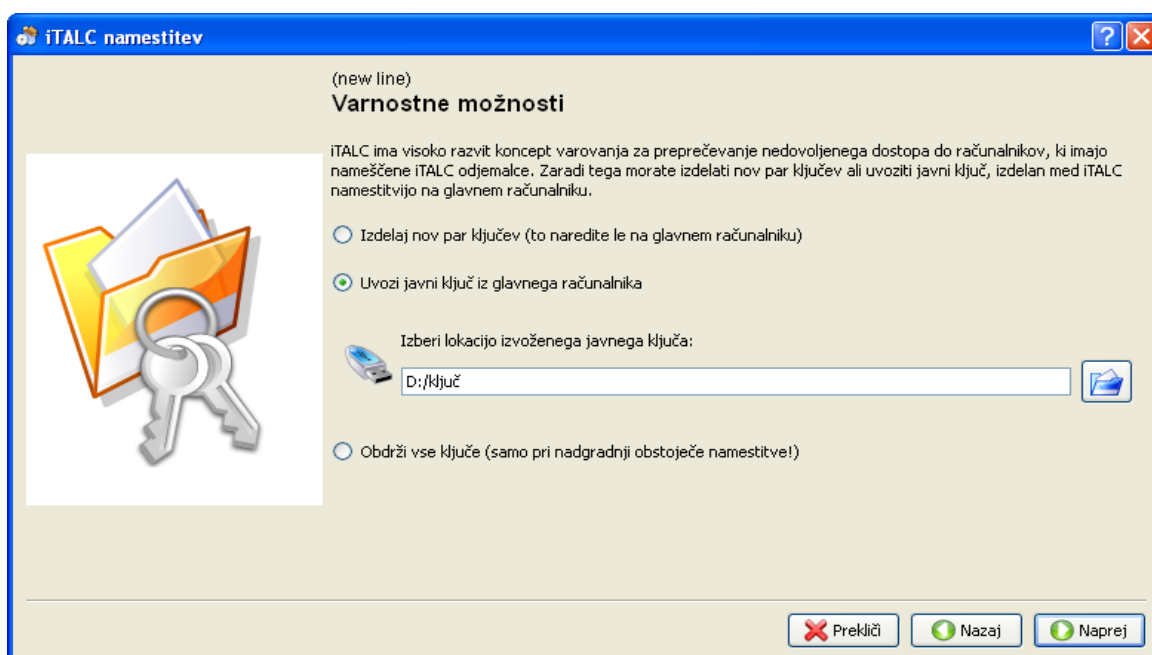 iTALC namestitev
(new line)
Varnostne možnosti
iTALC ima visoko razvit koncept varovanja za preprečevanje nedovoljenega dostopa do računalnikov, ki imajo
nameščene iTALC odjemalce. Zaradi tega morate izdelati nov par ključev ali uvoziti javni ključ, izdelan med iTALC
namestitvijo na glavnem računalniku.
Izdelaj nov par ključev (to naredite le na glavnem računalniku)
Uvozi javni ključ iz glavnega računalnika
Izberi lokacijo izvoženega javnega ključa:
D:/ključ
Obdrži vse ključe (samo pri nadgradnji obstoječe namestitve!)
Prekliči
Nazaj
Naprej